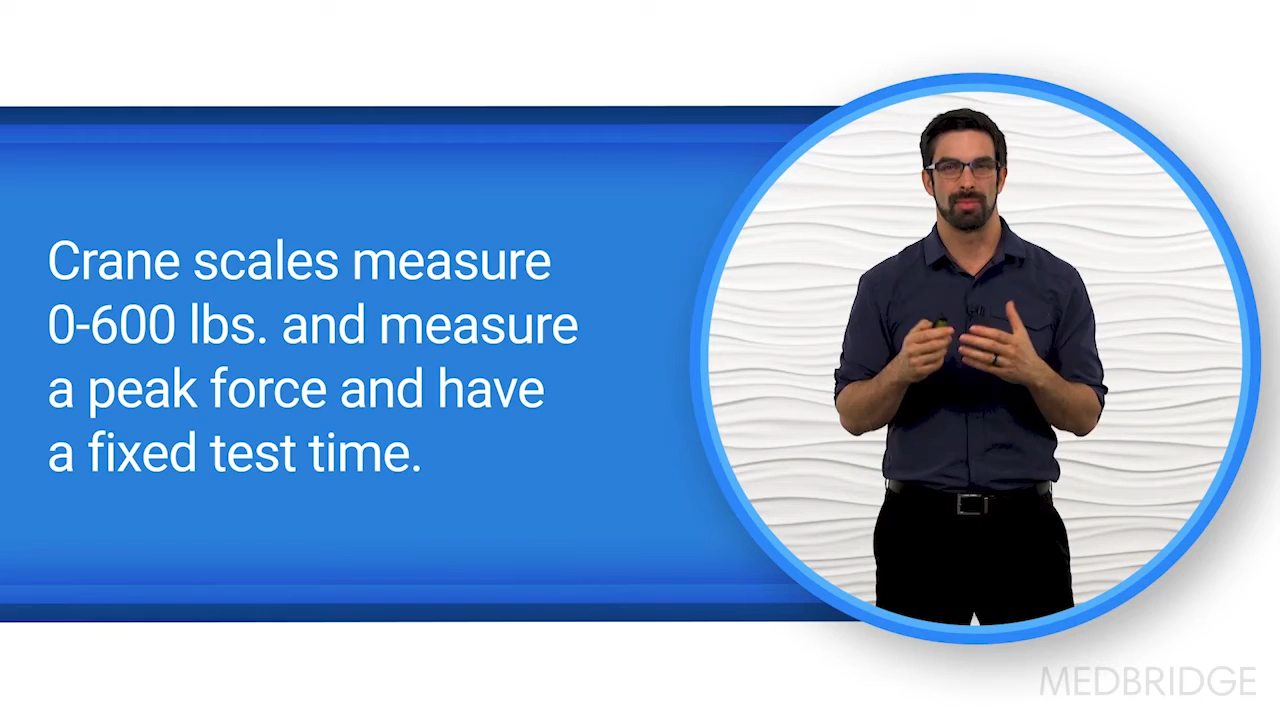 Crane scales measure
0-600 lbs. and measure
a peak force and have
a fixed test time.
MEDBRIDGE